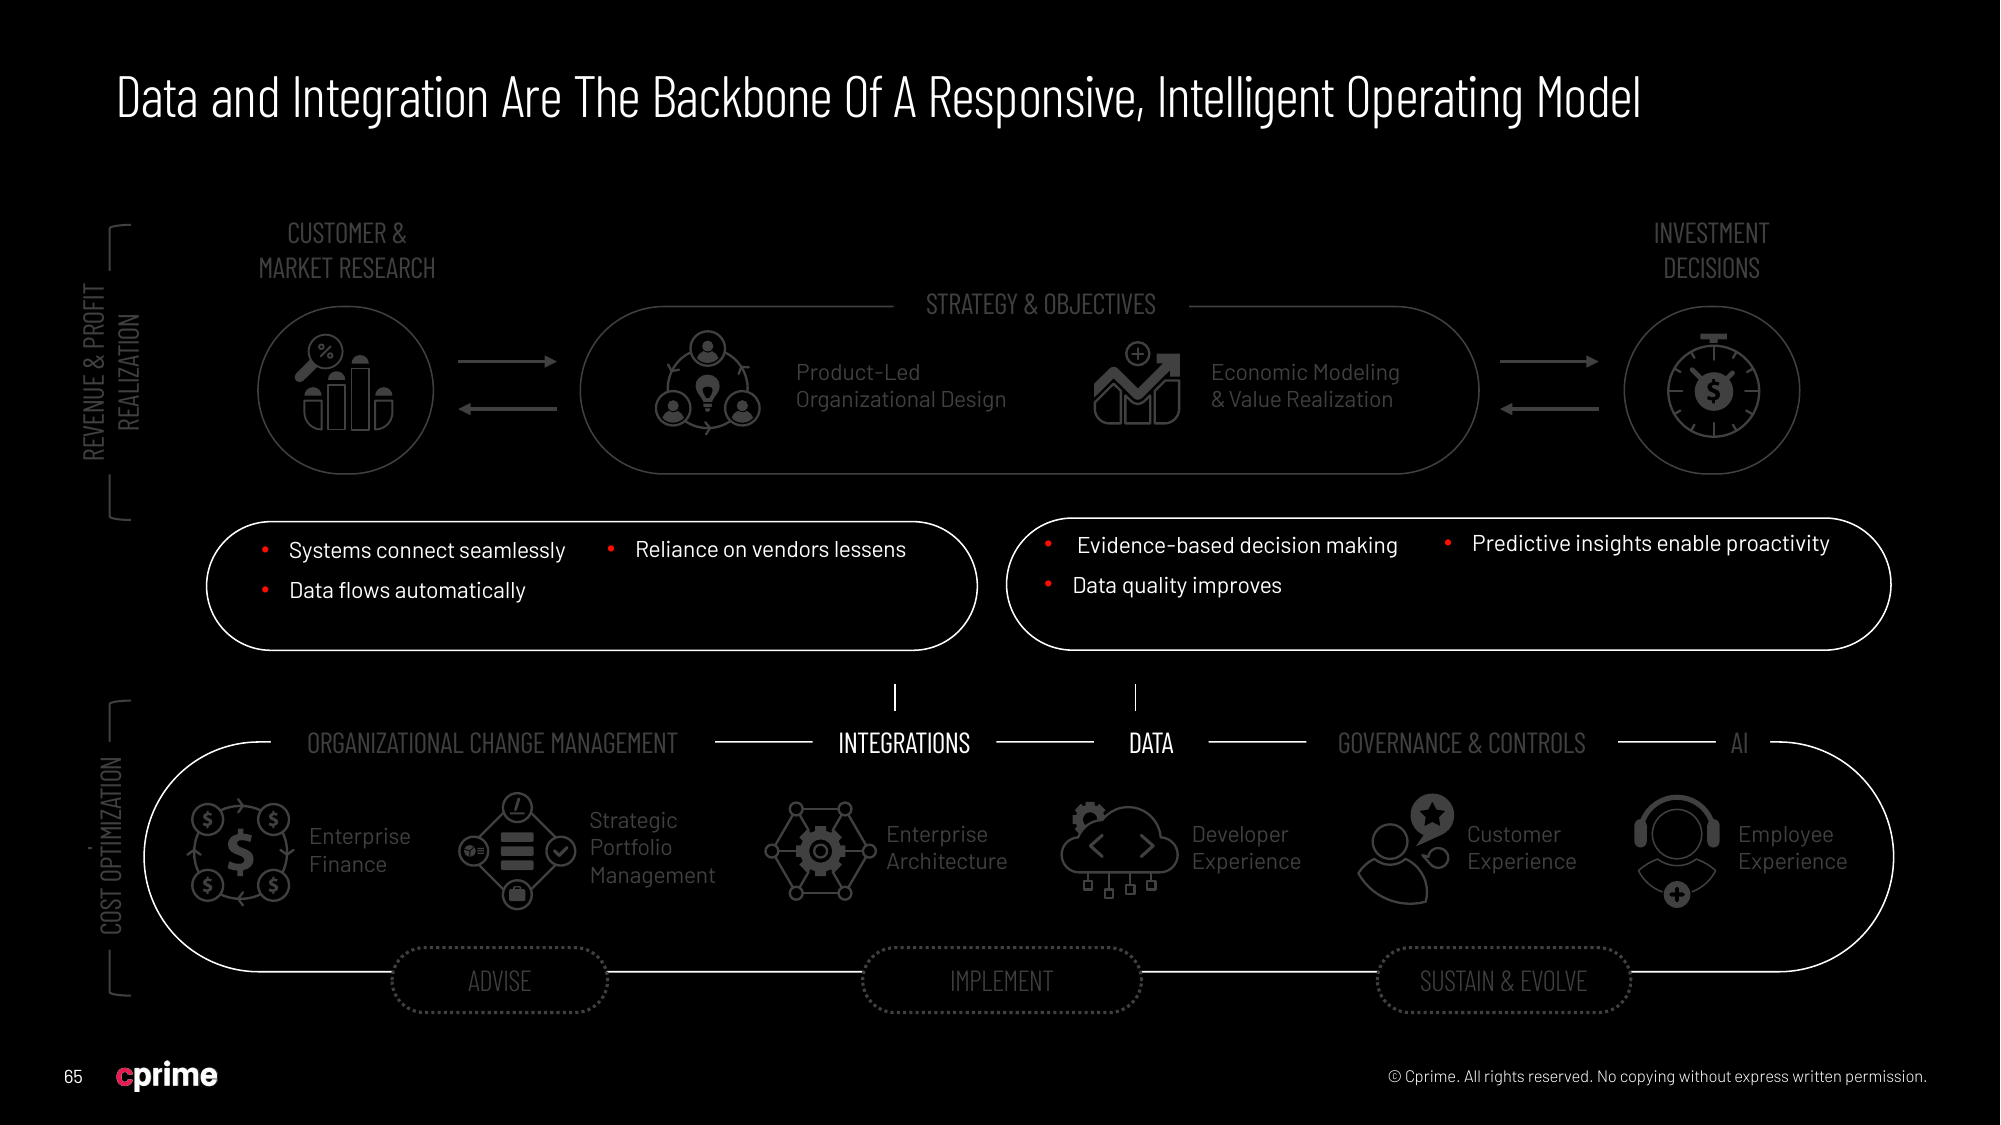 Data and Integration Are The Backbone Of A Responsive, Intelligent Operating Model
REVENUE & PROFIT
REALIZATION
CUSTOMER &
MARKET RESEARCH
STRATEGY & OBJECTIVES
Product-Led
Organizational Design
Economic Modeling
& Value Realization
INVESTMENT
DECISIONS
• Systems connect seamlessly
• Data flows automatically
• Reliance on vendors lessens
• Evidence-based decision making
• Data quality improves
• Predictive insights enable proactivity
COST OPTIMIZATION
ORGANIZATIONAL CHANGE MANAGEMENT
INTEGRATIONS
DATA
GOVERNANCE & CONTROLS
AI
Enterprise
Finance
Strategic
Portfolio
Management
Enterprise
Architecture
Developer
Experience
Customer
Experience
Employee
Experience
ADVISE
IMPLEMENT
SUSTAIN & EVOLVE
65
cprime
© Cprime. All rights reserved. No copying without express written permission.